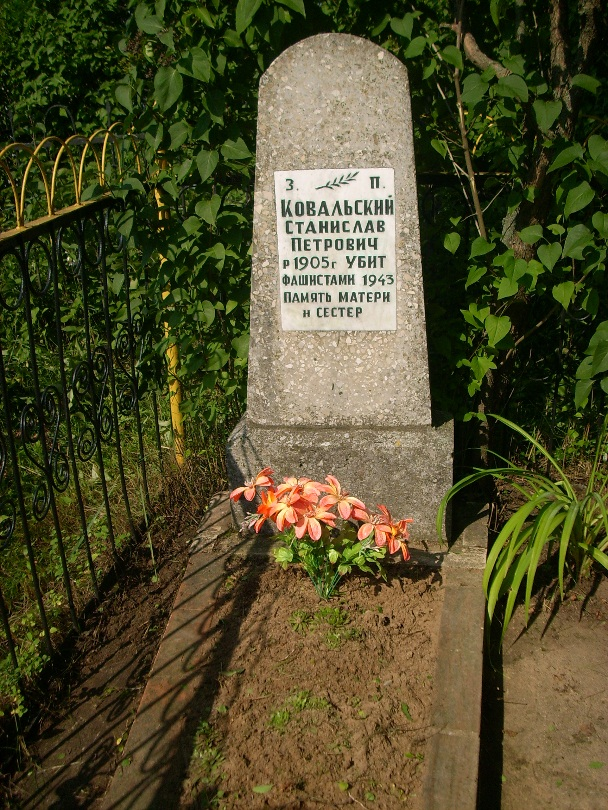 З. П.
КОВАЛЬСКИЙ
СТАНИСЛАВ
ПЕТРОВИЧ
р 1905г УБИТ
ФАШИСТАМИ 1943
ПАМЯТЬ МАТЕРИ
и СЕСТЕР